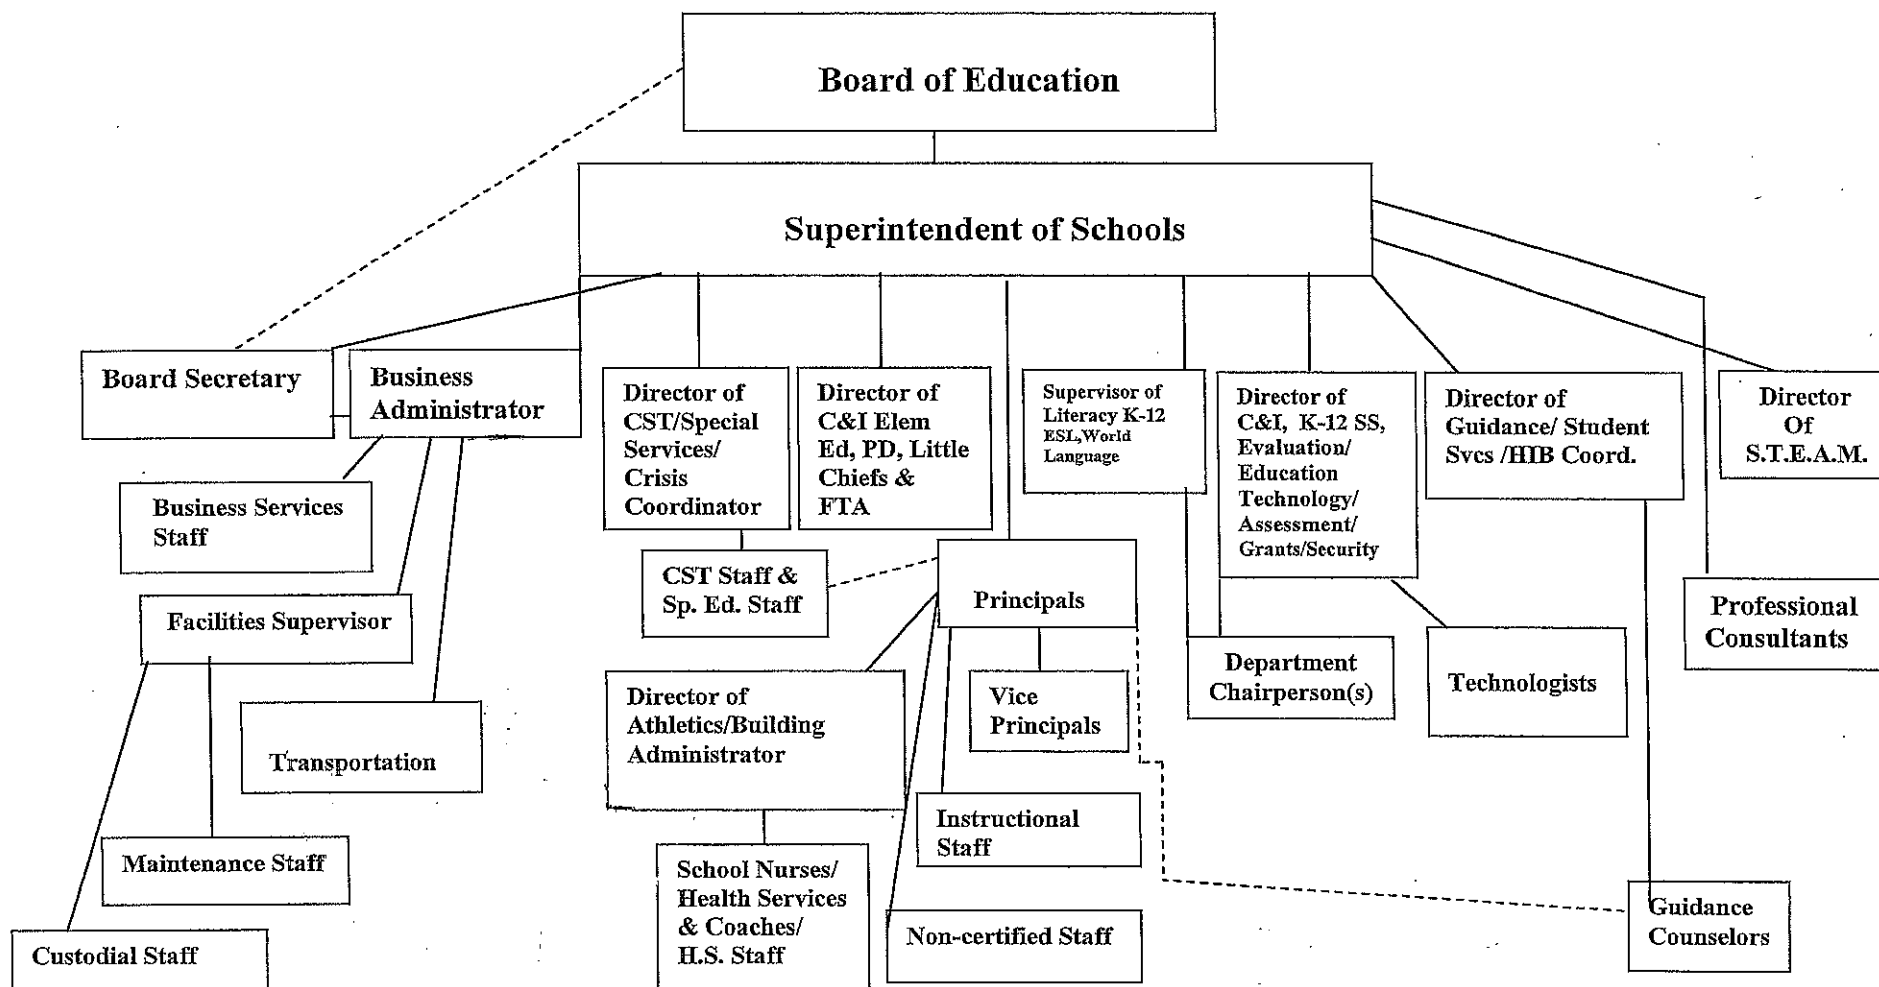 Board of Education
Superintendent of Schools
Board Secretary
Business
Administrator
Director of
CST/Special
Services/
Crisis
Coordinator
Director of
C&I Elem
Ed, PD, Little
Chiefs &
FTA
Supervisor of
Literacy K-12
ESL,World
Language
Director of
C&I, K-12 SS,
Evaluation/
Education
Technology/
Assessment/
Grants/Security
Director of
Guidance/ Student
Svcs /HIB Coord.
Director
Of
S.T.E.A.M.
Business Services
Staff
CST Staff &
Sp. Ed. Staff
Principals
Professional
Consultants
Facilities Supervisor
Department
Chairperson(s)
Technologists
Director of
Athletics/Building
Administrator
Vice
Principals
Transportation
Instructional
Staff
Maintenance Staff
School Nurses/
Health Services
& Coaches/
H.S. Staff
Non-certified Staff
Guidance
Counselors
Custodial Staff